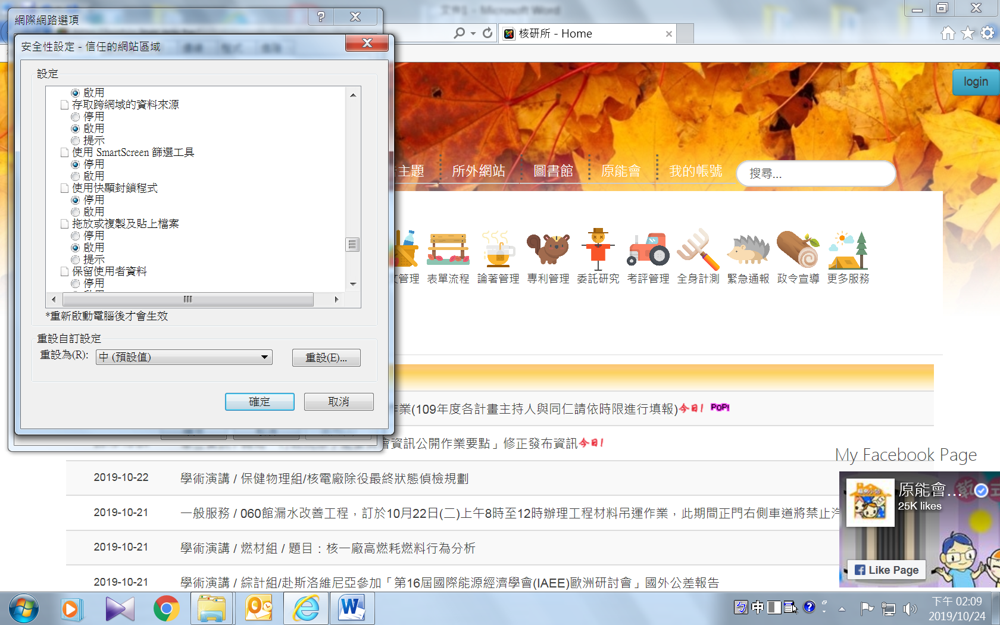 網際網路選項
安全性設定 - 信任的網站區域
設定
啟用
存取跨網域的資料來源
停用
啟用
提示
使用 SmartScreen 篩選工具
停用
啟用
使用快顯封鎖程式
停用
啟用
拖放或複製及貼上檔案
停用
啟用
提示
保留使用者資料
停用
*重新啟動電腦後才會生效
重設自訂設定
重設為(R):
中 (預設值)
重設(E)...
確定
取消
核研所 - Home
login
主題
所外網站
圖書館
原能會
我的帳號
搜尋...
管理
表單流程
論著管理
專利管理
委託研究
考評管理
全身計測
緊急通報
政令宣導
更多服務
業(109年度各計畫主持人與同仁請依時限進行填報)今日! POP!
會資訊公開作業要點」修正發布資訊今日!
2019-10-22 學術演講 / 保健物理組/核電廠除役最終狀態偵檢規劃
2019-10-21 一般服務 / 060館漏水改善工程，訂於10月22日(二)上午8時至12時辦理工程材料吊運作業，此期間正門右側車道將禁止汽
2019-10-21 學術演講 / 燃材組 / 題目：核一廠高燃耗燃料行為分析
2019-10-21 學術演講 / 綜計組/赴斯洛維尼亞參加「第16屆國際能源經濟學會(IAEE)歐洲研討會」國外公差報告
My Facebook Page
原能會...
25K likes
Like Page
中
下午 02:09
2019/10/24